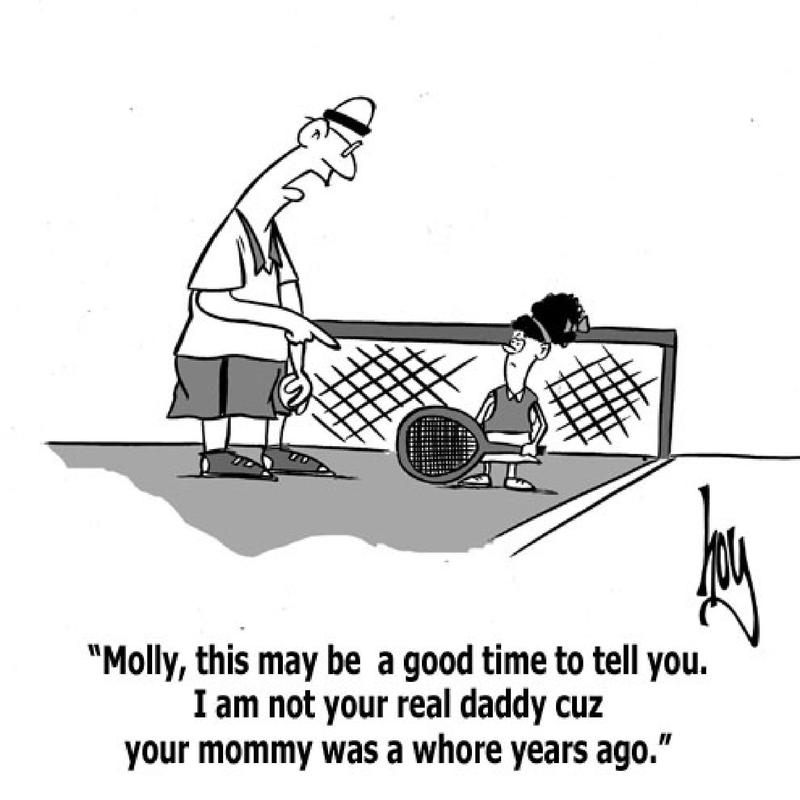 hoy
“Molly, this may be  a good time to tell you.
I am not your real daddy cuz
your mommy was a whore years ago.”